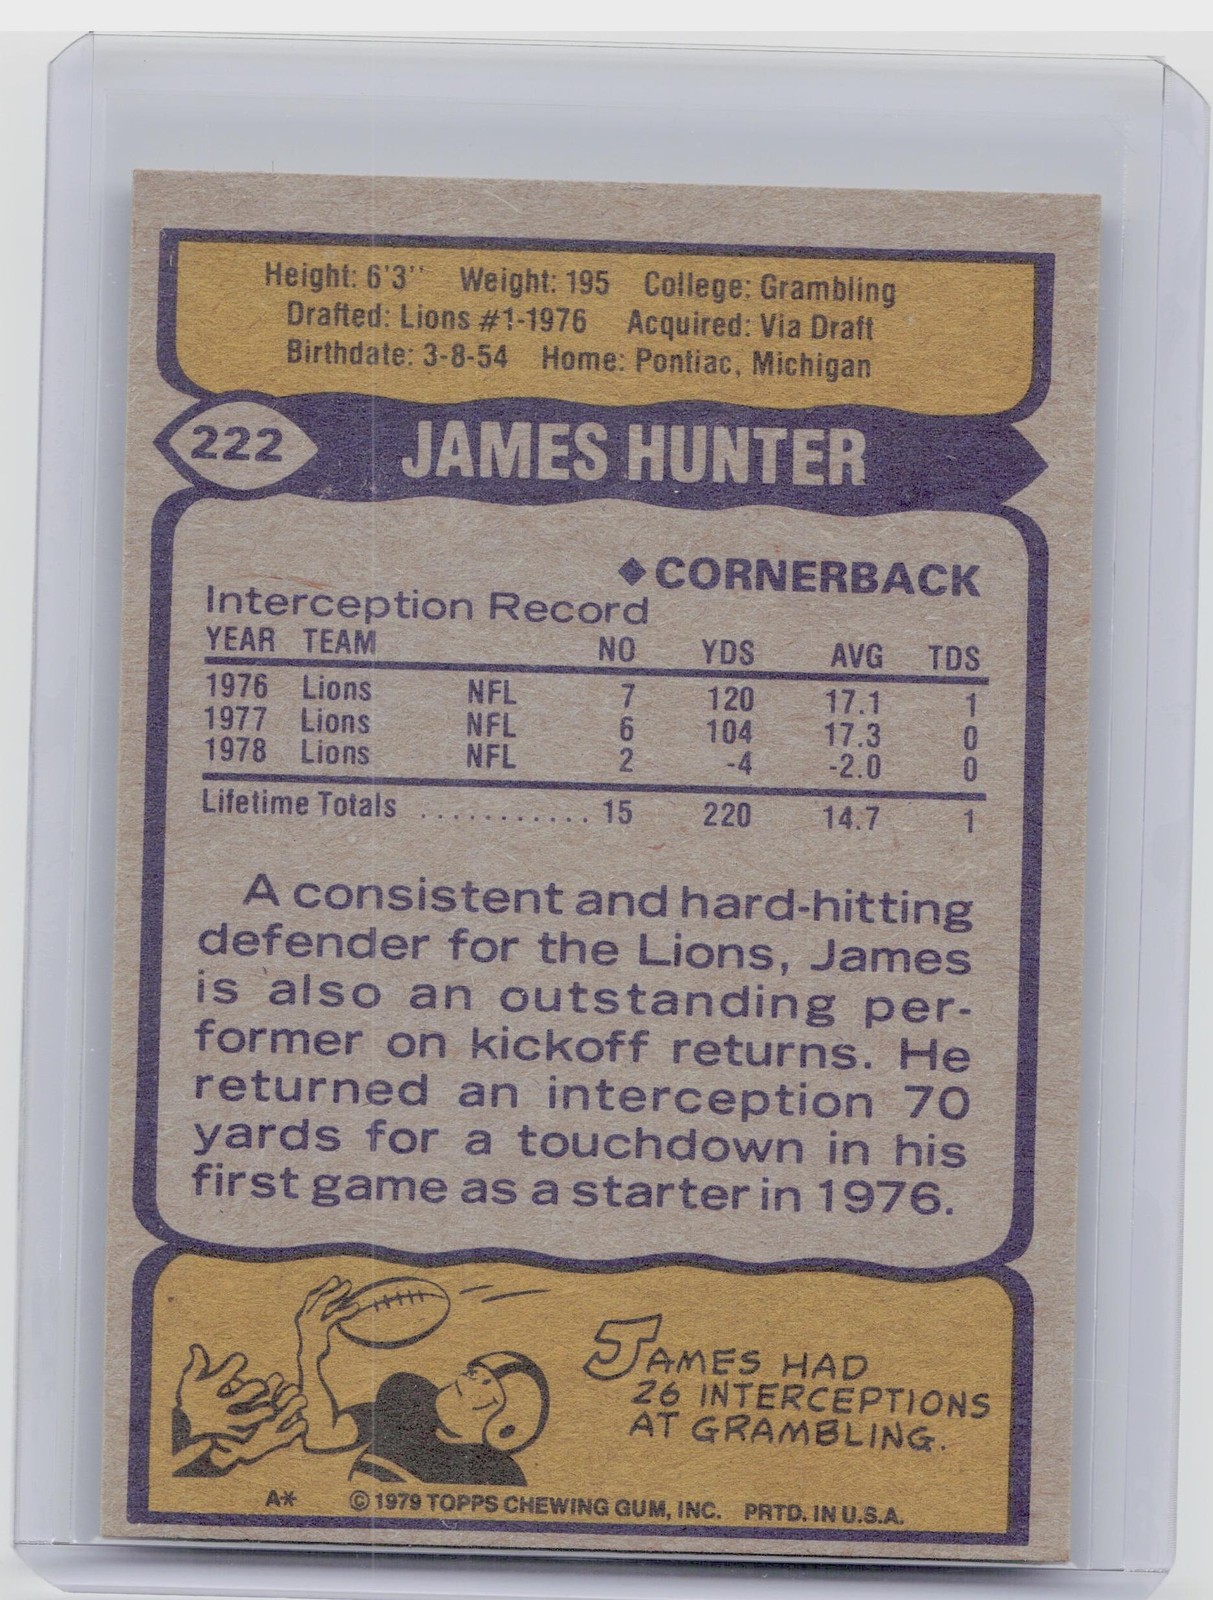 Height: 6'3'' Weight: 195 College: Grambling
Drafted: Lions #1-1976 Acquired: Via Draft
Birthdate: 3-8-54 Home: Pontiac, Michigan
222 JAMES HUNTER
◆CORNERBACK
Interception Record
YEAR TEAM NO YDS AVG TDS
1976 Lions NFL 7 120 17.1 1
1977 Lions NFL 6 104 17.3 0
1978 Lions NFL 2 -4 -2.0 0
Lifetime Totals ........... 15 220 14.7 1
A consistent and hard-hitting
defender for the Lions, James
is also an outstanding per-
former on kickoff returns. He
returned an interception 70
yards for a touchdown in his
first game as a starter in 1976.
JAMES HAD
26 INTERCEPTIONS
AT GRAMBLING.
A* © 1979 TOPPS CHEWING GUM, INC. PRTD. IN U.S.A.